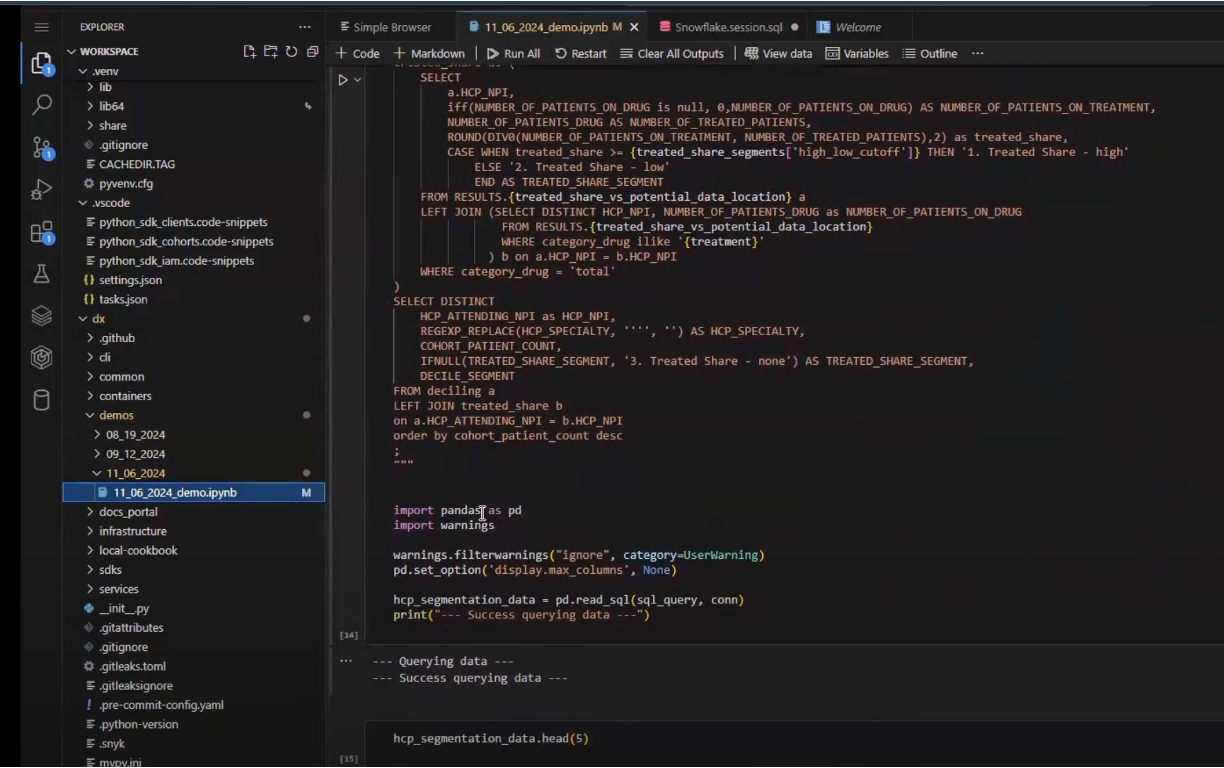 EXPLORER
WORKSPACE
.venv
lib
lib64
share
.gitignore
CACHEDIR.TAG
pyvenv.cfg
.vscode
python_sdk_clients.code-snippets
python_sdk_cohorts.code-snippets
python_sdk_iam.code-snippets
{} settings.json
{} tasks.json
dx
.github
cli
common
containers
demos
08_19_2024
09_12_2024
11_06_2024
11_06_2024_demo.ipynb M
docs_portal
infrastructure
local-cookbook
sdks
services
__init__.py
.gitattributes
.gitignore
.gitleaks.toml
.gitleaksignore
! .pre-commit-config.yaml
.python-version
.snyk
mypy.ini
1
1
1
Simple Browser 11_06_2024_demo.ipynb M Snowflake.session.sql Welcome
+ Code + Markdown Run All Restart Clear All Outputs View data Variables Outline ...
treated_share as (
SELECT
a.HCP_NPI,
iff(NUMBER_OF_PATIENTS_ON_DRUG is null, 0,NUMBER_OF_PATIENTS_ON_DRUG) AS NUMBER_OF_PATIENTS_ON_TREATMENT,
NUMBER_OF_PATIENTS_DRUG AS NUMBER_OF_TREATED_PATIENTS,
ROUND(DIV0(NUMBER_OF_PATIENTS_ON_TREATMENT, NUMBER_OF_TREATED_PATIENTS),2) as treated_share,
CASE WHEN treated_share >= {treated_share_segments['high_low_cutoff']} THEN '1. Treated Share - high'
ELSE '2. Treated Share - low'
END AS TREATED_SHARE_SEGMENT
FROM RESULTS.{treated_share_vs_potential_data_location} a
LEFT JOIN (SELECT DISTINCT HCP_NPI, NUMBER_OF_PATIENTS_DRUG as NUMBER_OF_PATIENTS_ON_DRUG
FROM RESULTS.{treated_share_vs_potential_data_location}
WHERE category_drug ilike '{treatment}'
) b on a.HCP_NPI = b.HCP_NPI
WHERE category_drug = 'total'
)
SELECT DISTINCT
HCP_ATTENDING_NPI as HCP_NPI,
REGEXP_REPLACE(HCP_SPECIALTY, '''', '') AS HCP_SPECIALTY,
COHORT_PATIENT_COUNT,
IFNULL(TREATED_SHARE_SEGMENT, '3. Treated Share - none') AS TREATED_SHARE_SEGMENT,
DECILE_SEGMENT
FROM deciling a
LEFT JOIN treated_share b
on a.HCP_ATTENDING_NPI = b.HCP_NPI
order by cohort_patient_count desc
;
"""
import pandas as pd
import warnings
warnings.filterwarnings("ignore", category=UserWarning)
pd.set_option('display.max_columns', None)
hcp_segmentation_data = pd.read_sql(sql_query, conn)
print("--- Success querying data ---")
[14]
... --- Querying data ---
--- Success querying data ---
hcp_segmentation_data.head(5)
[15]